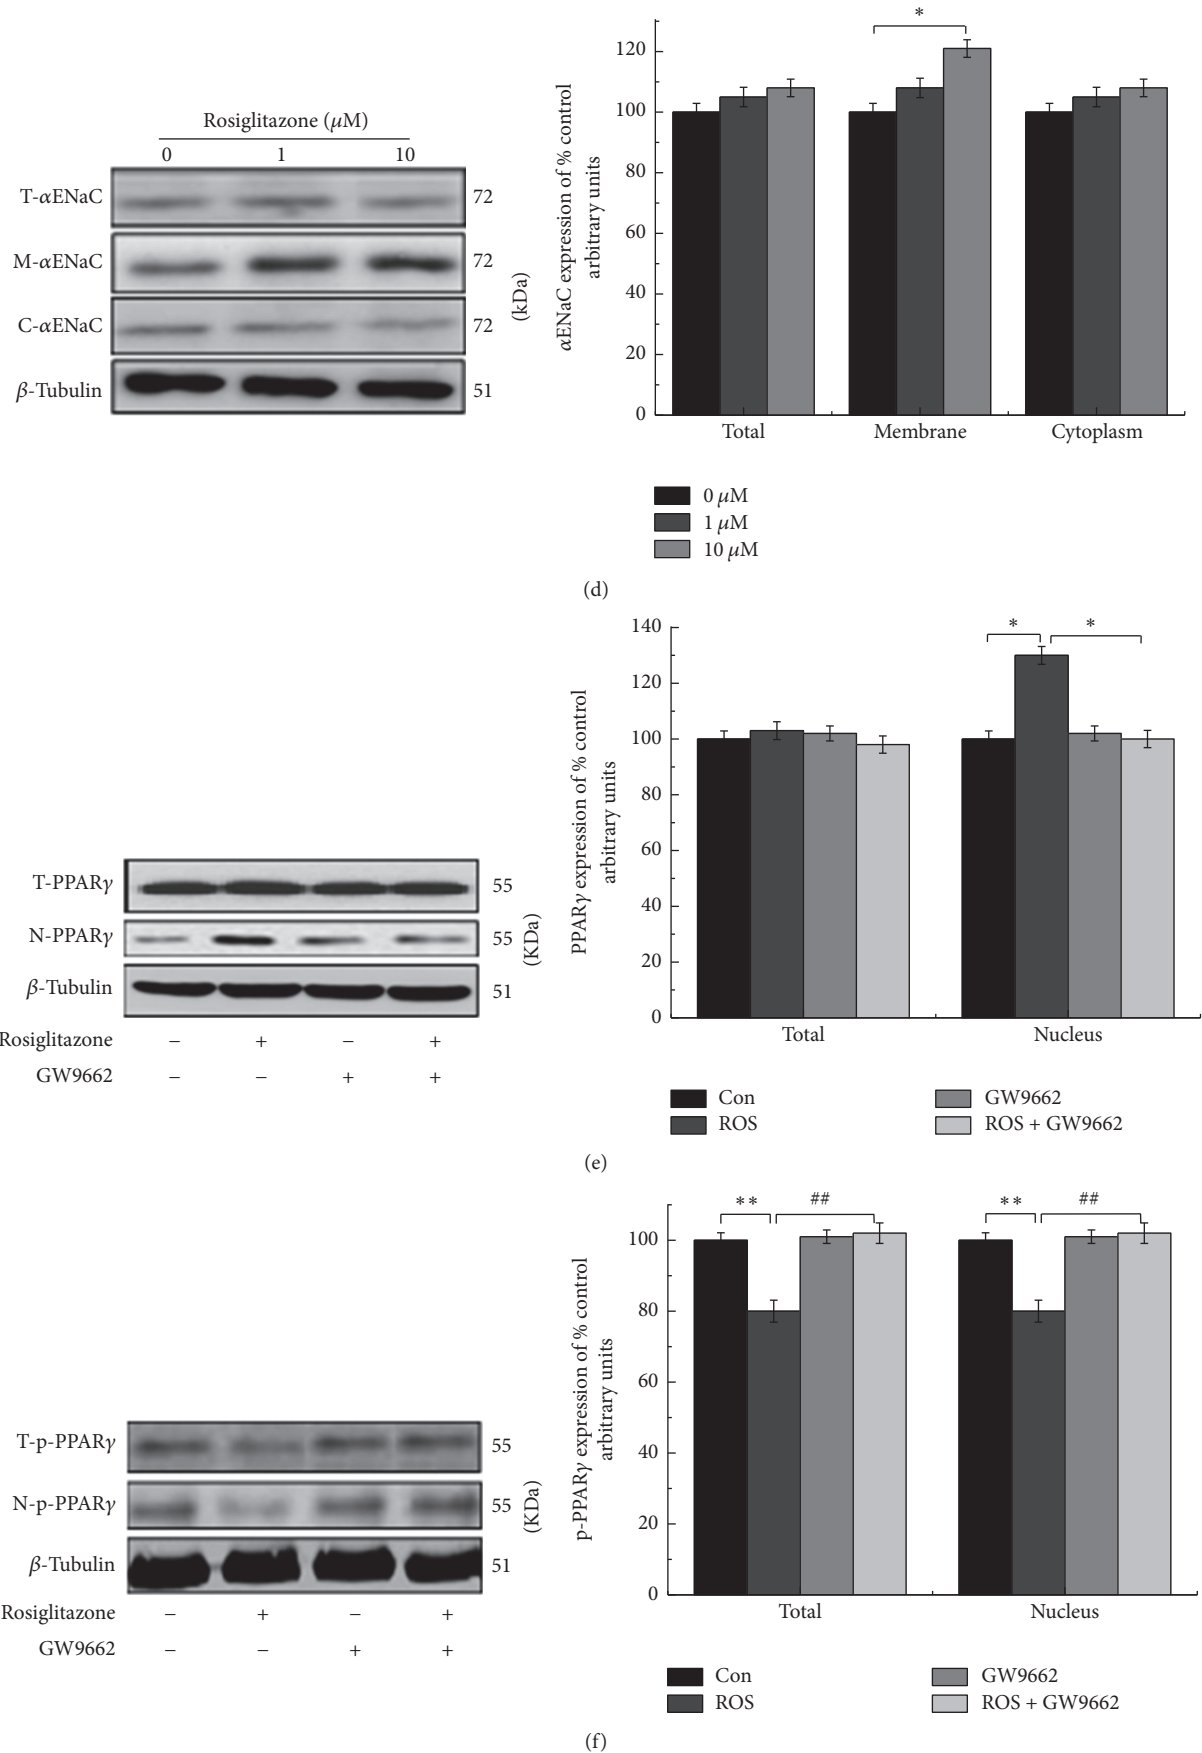 Rosiglitazone (μM)
0 1 10
T-αENaC 72
M-αENaC 72
C-αENaC 72
β-Tubulin 51
(kDa)
αENaC expression of % control
arbitrary units
120
100
80
60
40
20
0
*
Total Membrane Cytoplasm
0 μM
1 μM
10 μM
(d)
T-PPARγ 55
N-PPARγ 55
β-Tubulin 51
(KDa)
Rosiglitazone − + − +
GW9662 − − + +
PPARγ expression of % control
arbitrary units
140
120
100
80
60
40
20
0
* *
Total Nucleus
Con GW9662
ROS ROS + GW9662
(e)
T-p-PPARγ 55
N-p-PPARγ 55
β-Tubulin 51
(KDa)
Rosiglitazone − + − +
GW9662 − − + +
p-PPARγ expression of % control
arbitrary units
100
80
60
40
20
0
** ## ** ##
Total Nucleus
Con GW9662
ROS ROS + GW9662
(f)